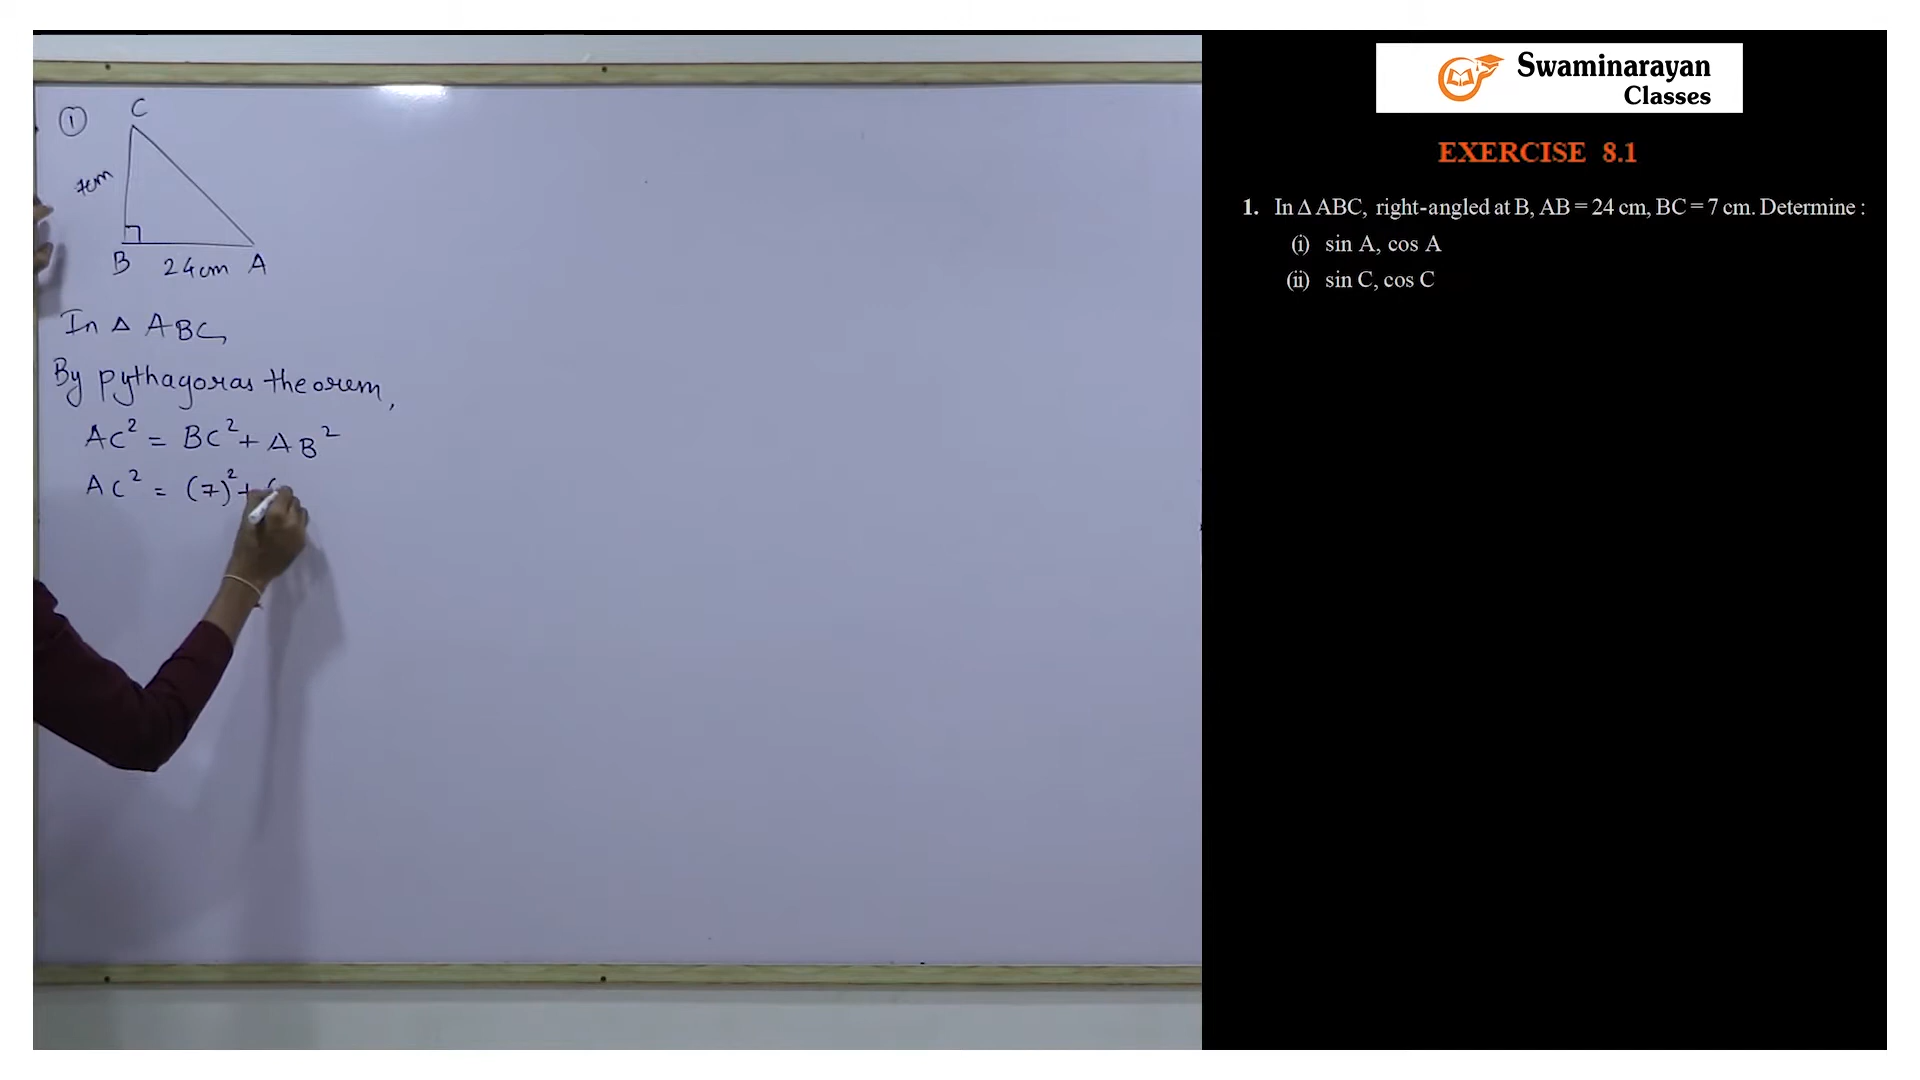 ① C
7cm
B 24cm A
In Δ ABC,
By pythagoras theorem,
AC² = BC² + AB²
AC² = (7)² + (
Swaminarayan
Classes
EXERCISE 8.1
1. In Δ ABC, right-angled at B, AB = 24 cm, BC = 7 cm. Determine :
(i) sin A, cos A
(ii) sin C, cos C